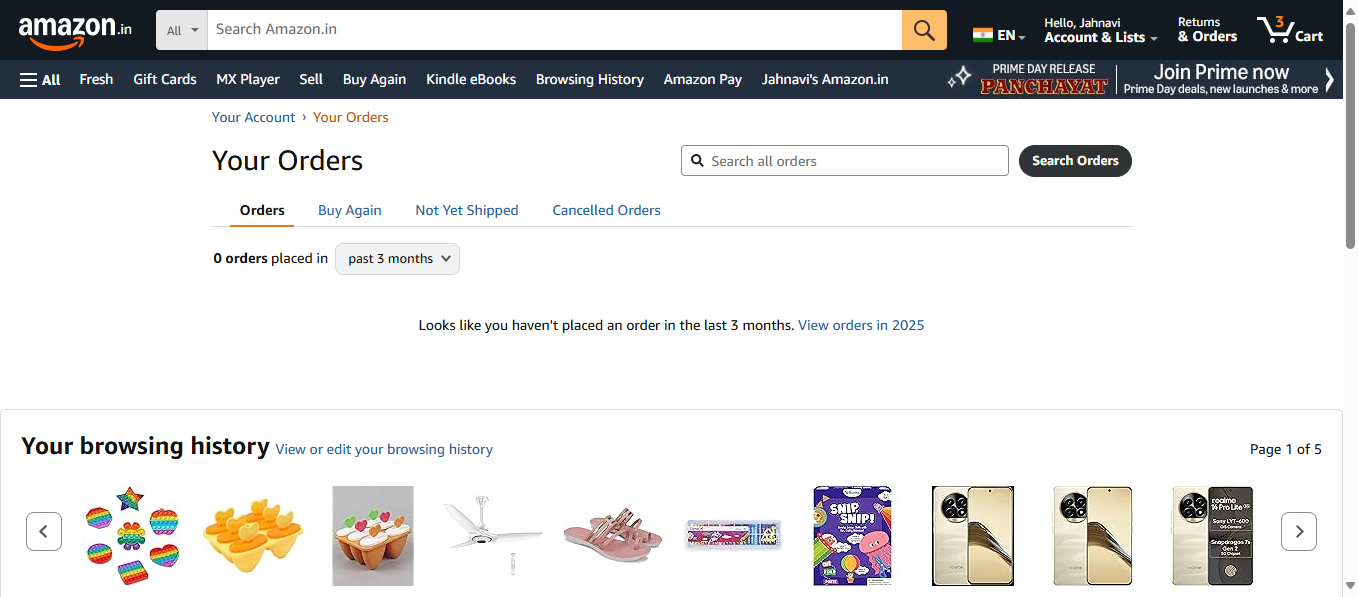 amazon.in
All
Search Amazon.in
EN
Hello, Jahnavi
Account & Lists
Returns
& Orders
3
Cart
All
Fresh
Gift Cards
MX Player
Sell
Buy Again
Kindle eBooks
Browsing History
Amazon Pay
Jahnavi's Amazon.in
PRIME DAY RELEASE
PANCHAYAT
Join Prime now
Prime Day deals, new launches & more
Your Account › Your Orders
Your Orders
Search all orders
Search Orders
Orders
Buy Again
Not Yet Shipped
Cancelled Orders
0 orders placed in
past 3 months
Looks like you haven't placed an order in the last 3 months. View orders in 2025
Your browsing history
View or edit your browsing history
Page 1 of 5
SNIP,
SNIP!
realme
14 Pro Lite
Sony LYT-600
OIS Camera
Snapdragon 7s
Gen 2
5G Chipset